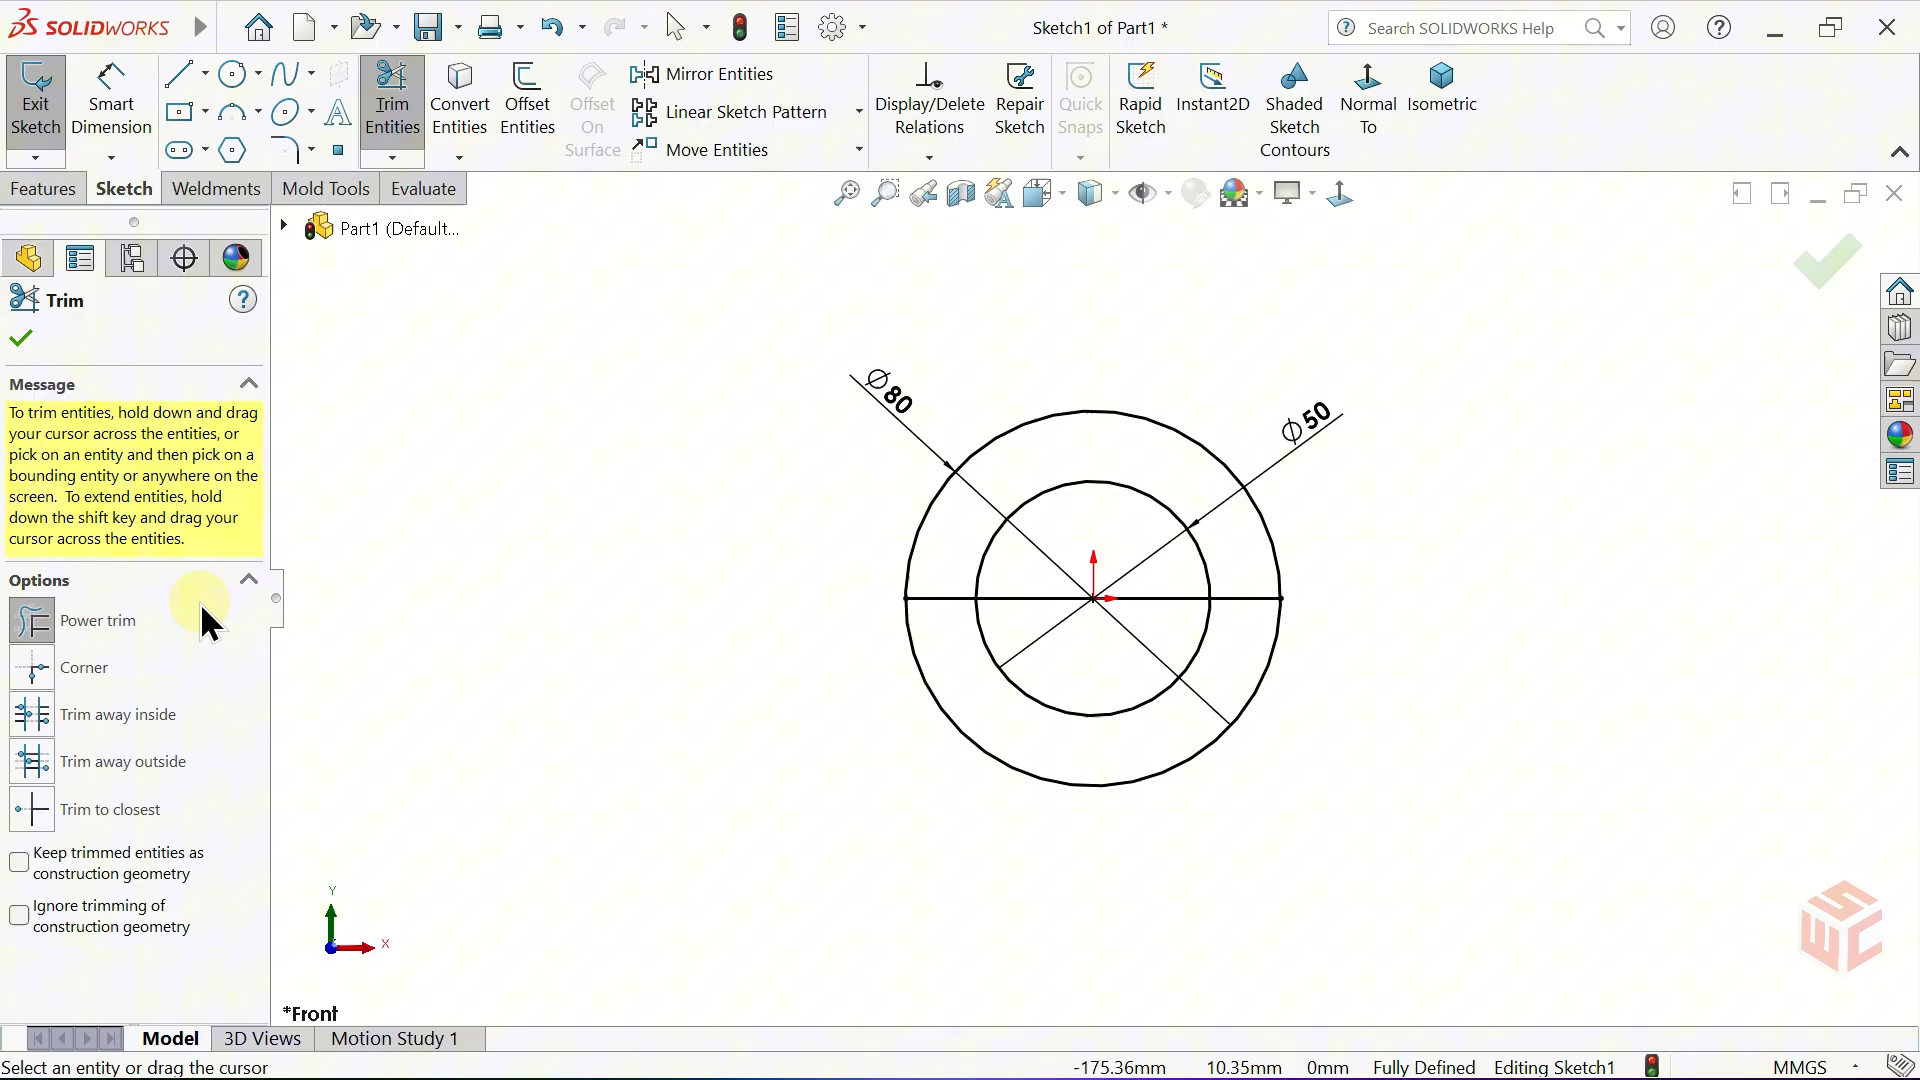 SOLIDWORKS
Sketch1 of Part1 *
Search SOLIDWORKS Help
Exit
Sketch
Smart
Dimension
Trim
Entities
Convert
Entities
Offset
Entities
Offset
On
Surface
Mirror Entities
Linear Sketch Pattern
Move Entities
Display/Delete
Relations
Repair
Sketch
Quick
Snaps
Rapid
Sketch
Instant2D
Shaded
Sketch
Contours
Normal
To
Isometric
Features
Sketch
Weldments
Mold Tools
Evaluate
Part1 (Default...
Trim
Message
To trim entities, hold down and drag
your cursor across the entities, or
pick on an entity and then pick on a
bounding entity or anywhere on the
screen. To extend entities, hold
down the shift key and drag your
cursor across the entities.
Options
Power trim
Corner
Trim away inside
Trim away outside
Trim to closest
Keep trimmed entities as
construction geometry
Ignore trimming of
construction geometry
∅80
∅50
Y
X
SWC
*Front
Model
3D Views
Motion Study 1
Select an entity or drag the cursor
-175.36mm
10.35mm
0mm
Fully Defined
Editing Sketch1
MMGS